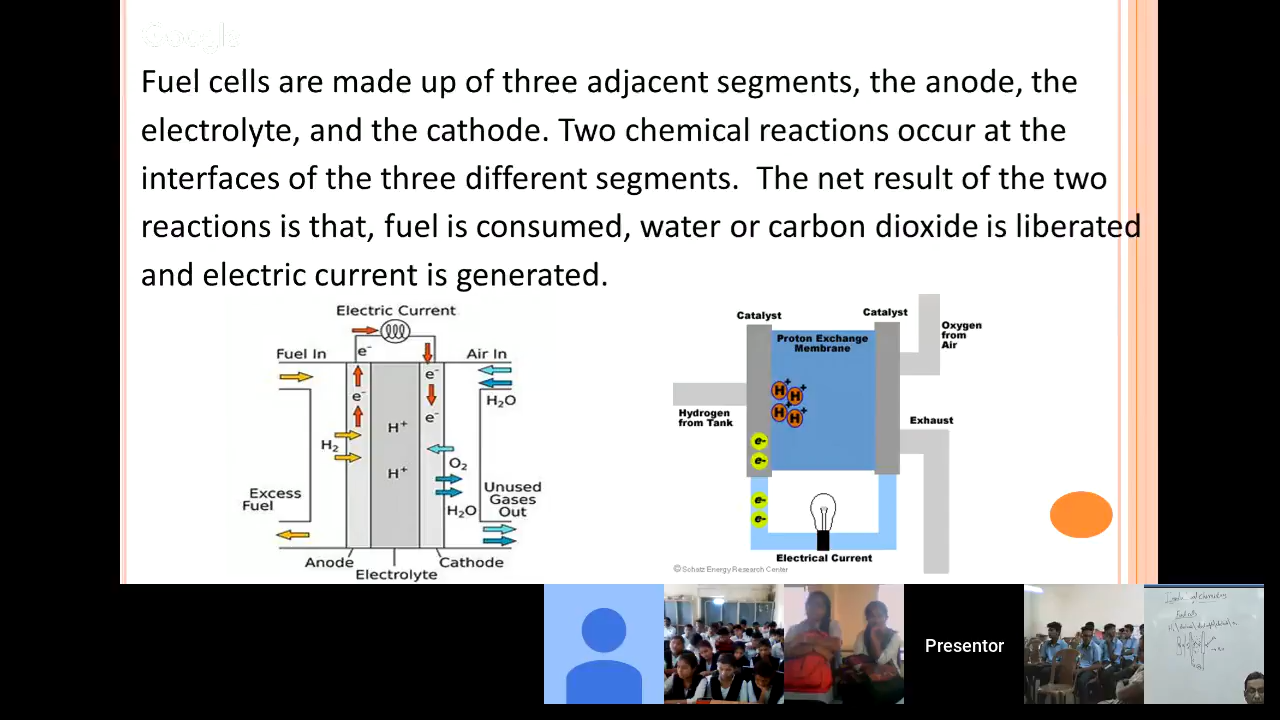 Fuel cells are made up of three adjacent segments, the anode, the
electrolyte, and the cathode. Two chemical reactions occur at the
interfaces of the three different segments.  The net result of the two
reactions is that, fuel is consumed, water or carbon dioxide is liberated
and electric current is generated.
Electric Current
Fuel In
e⁻
Air In
e⁻
e⁻
H₂O
e⁻
H⁺
H₂
O₂
H⁺
Excess
Fuel
Unused
Gases
Out
H₂O
Anode
Cathode
Electrolyte
Catalyst
Catalyst
Proton Exchange
Membrane
Oxygen
from
Air
H⁺
H⁺
H⁺
H⁺
Hydrogen
from Tank
Exhaust
e-
e-
e-
e-
Electrical Current
© Schatz Energy Research Center
Presentor